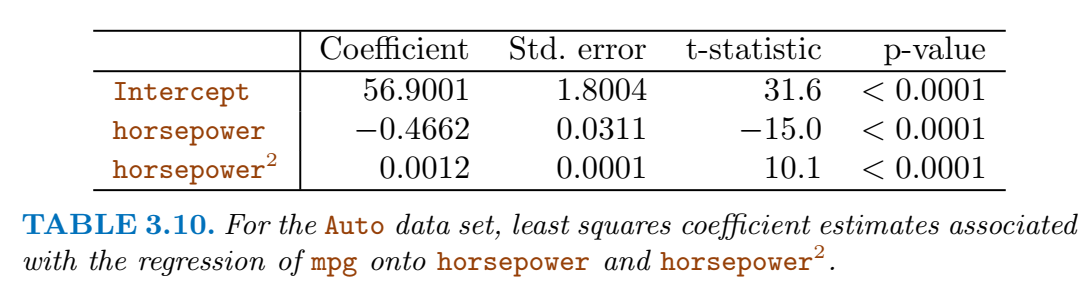 Coefficient Std. error t-statistic p-value
Intercept 56.9001 1.8004 31.6 < 0.0001
horsepower −0.4662 0.0311 −15.0 < 0.0001
horsepower² 0.0012 0.0001 10.1 < 0.0001
TABLE 3.10. For the Auto data set, least squares coefficient estimates associated
with the regression of mpg onto horsepower and horsepower².